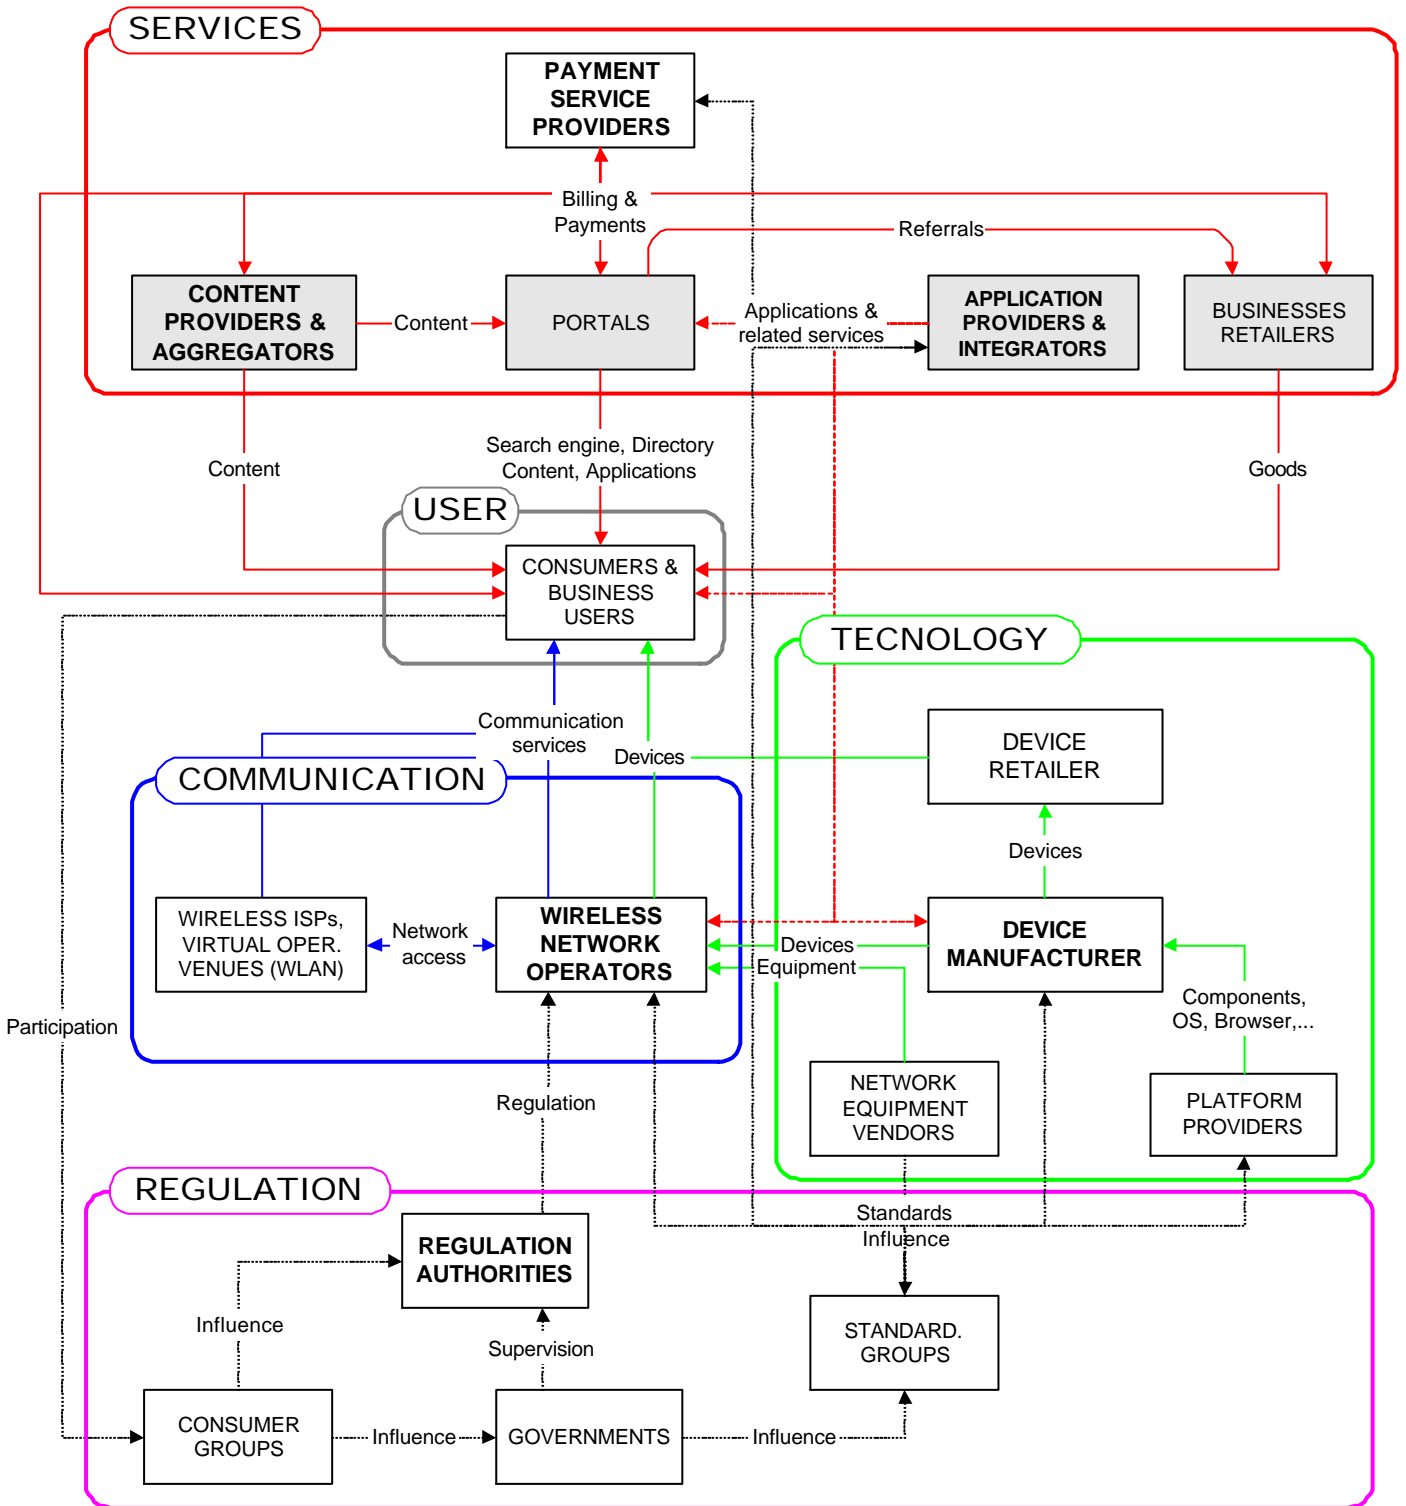 SERVICES
PAYMENT
SERVICE
PROVIDERS
Billing &
Payments
Referrals
CONTENT
PROVIDERS &
AGGREGATORS
Content
PORTALS
Applications &
related services
APPLICATION
PROVIDERS &
INTEGRATORS
BUSINESSES
RETAILERS
Search engine, Directory
Content, Applications
Content
Goods
USER
CONSUMERS &
BUSINESS
USERS
TECNOLOGY
Communication
services
Devices
DEVICE
RETAILER
COMMUNICATION
Devices
WIRELESS ISPs,
VIRTUAL OPER.
VENUES (WLAN)
Network
access
WIRELESS
NETWORK
OPERATORS
Devices
Equipment
DEVICE
MANUFACTURER
Components,
OS, Browser,...
Participation
NETWORK
EQUIPMENT
VENDORS
PLATFORM
PROVIDERS
Regulation
REGULATION
Standards
Influence
REGULATION
AUTHORITIES
Influence
Supervision
STANDARD.
GROUPS
CONSUMER
GROUPS
Influence
GOVERNMENTS
Influence